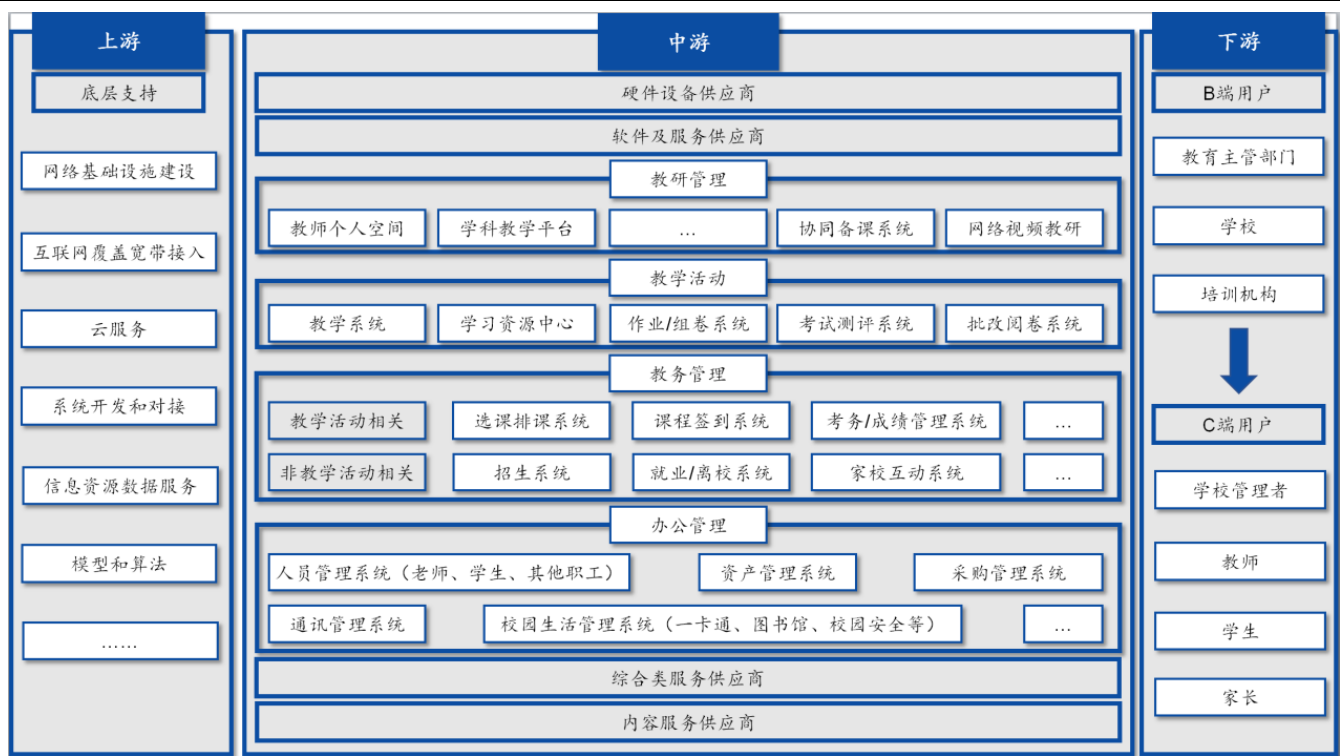 上游
底层支持
网络基础设施建设
互联网覆盖宽带接入
云服务
系统开发和对接
信息资源数据服务
模型和算法
……
中游
硬件设备供应商
软件及服务供应商
教研管理
教师个人空间 学科教学平台 … 协同备课系统 网络视频教研
教学活动
教学系统 学习资源中心 作业/组卷系统 考试测评系统 批改阅卷系统
教务管理
教学活动相关 选课排课系统 课程签到系统 考务/成绩管理系统 …
非教学活动相关 招生系统 就业/离校系统 家校互动系统 …
办公管理
人员管理系统（老师、学生、其他职工） 资产管理系统 采购管理系统
通讯管理系统 校园生活管理系统（一卡通、图书馆、校园安全等） …
综合类服务供应商
内容服务供应商
下游
B端用户
教育主管部门
学校
培训机构
C端用户
学校管理者
教师
学生
家长